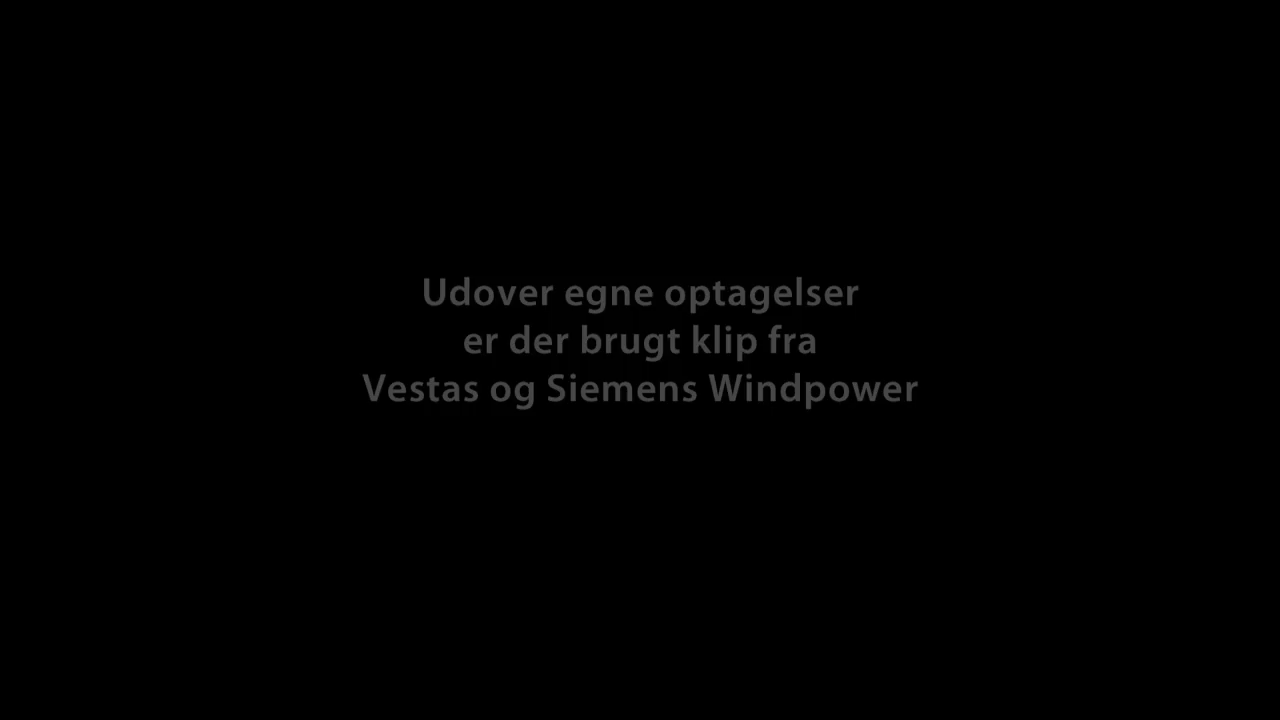 Udover egne optagelser
er der brugt klip fra
Vestas og Siemens Windpower